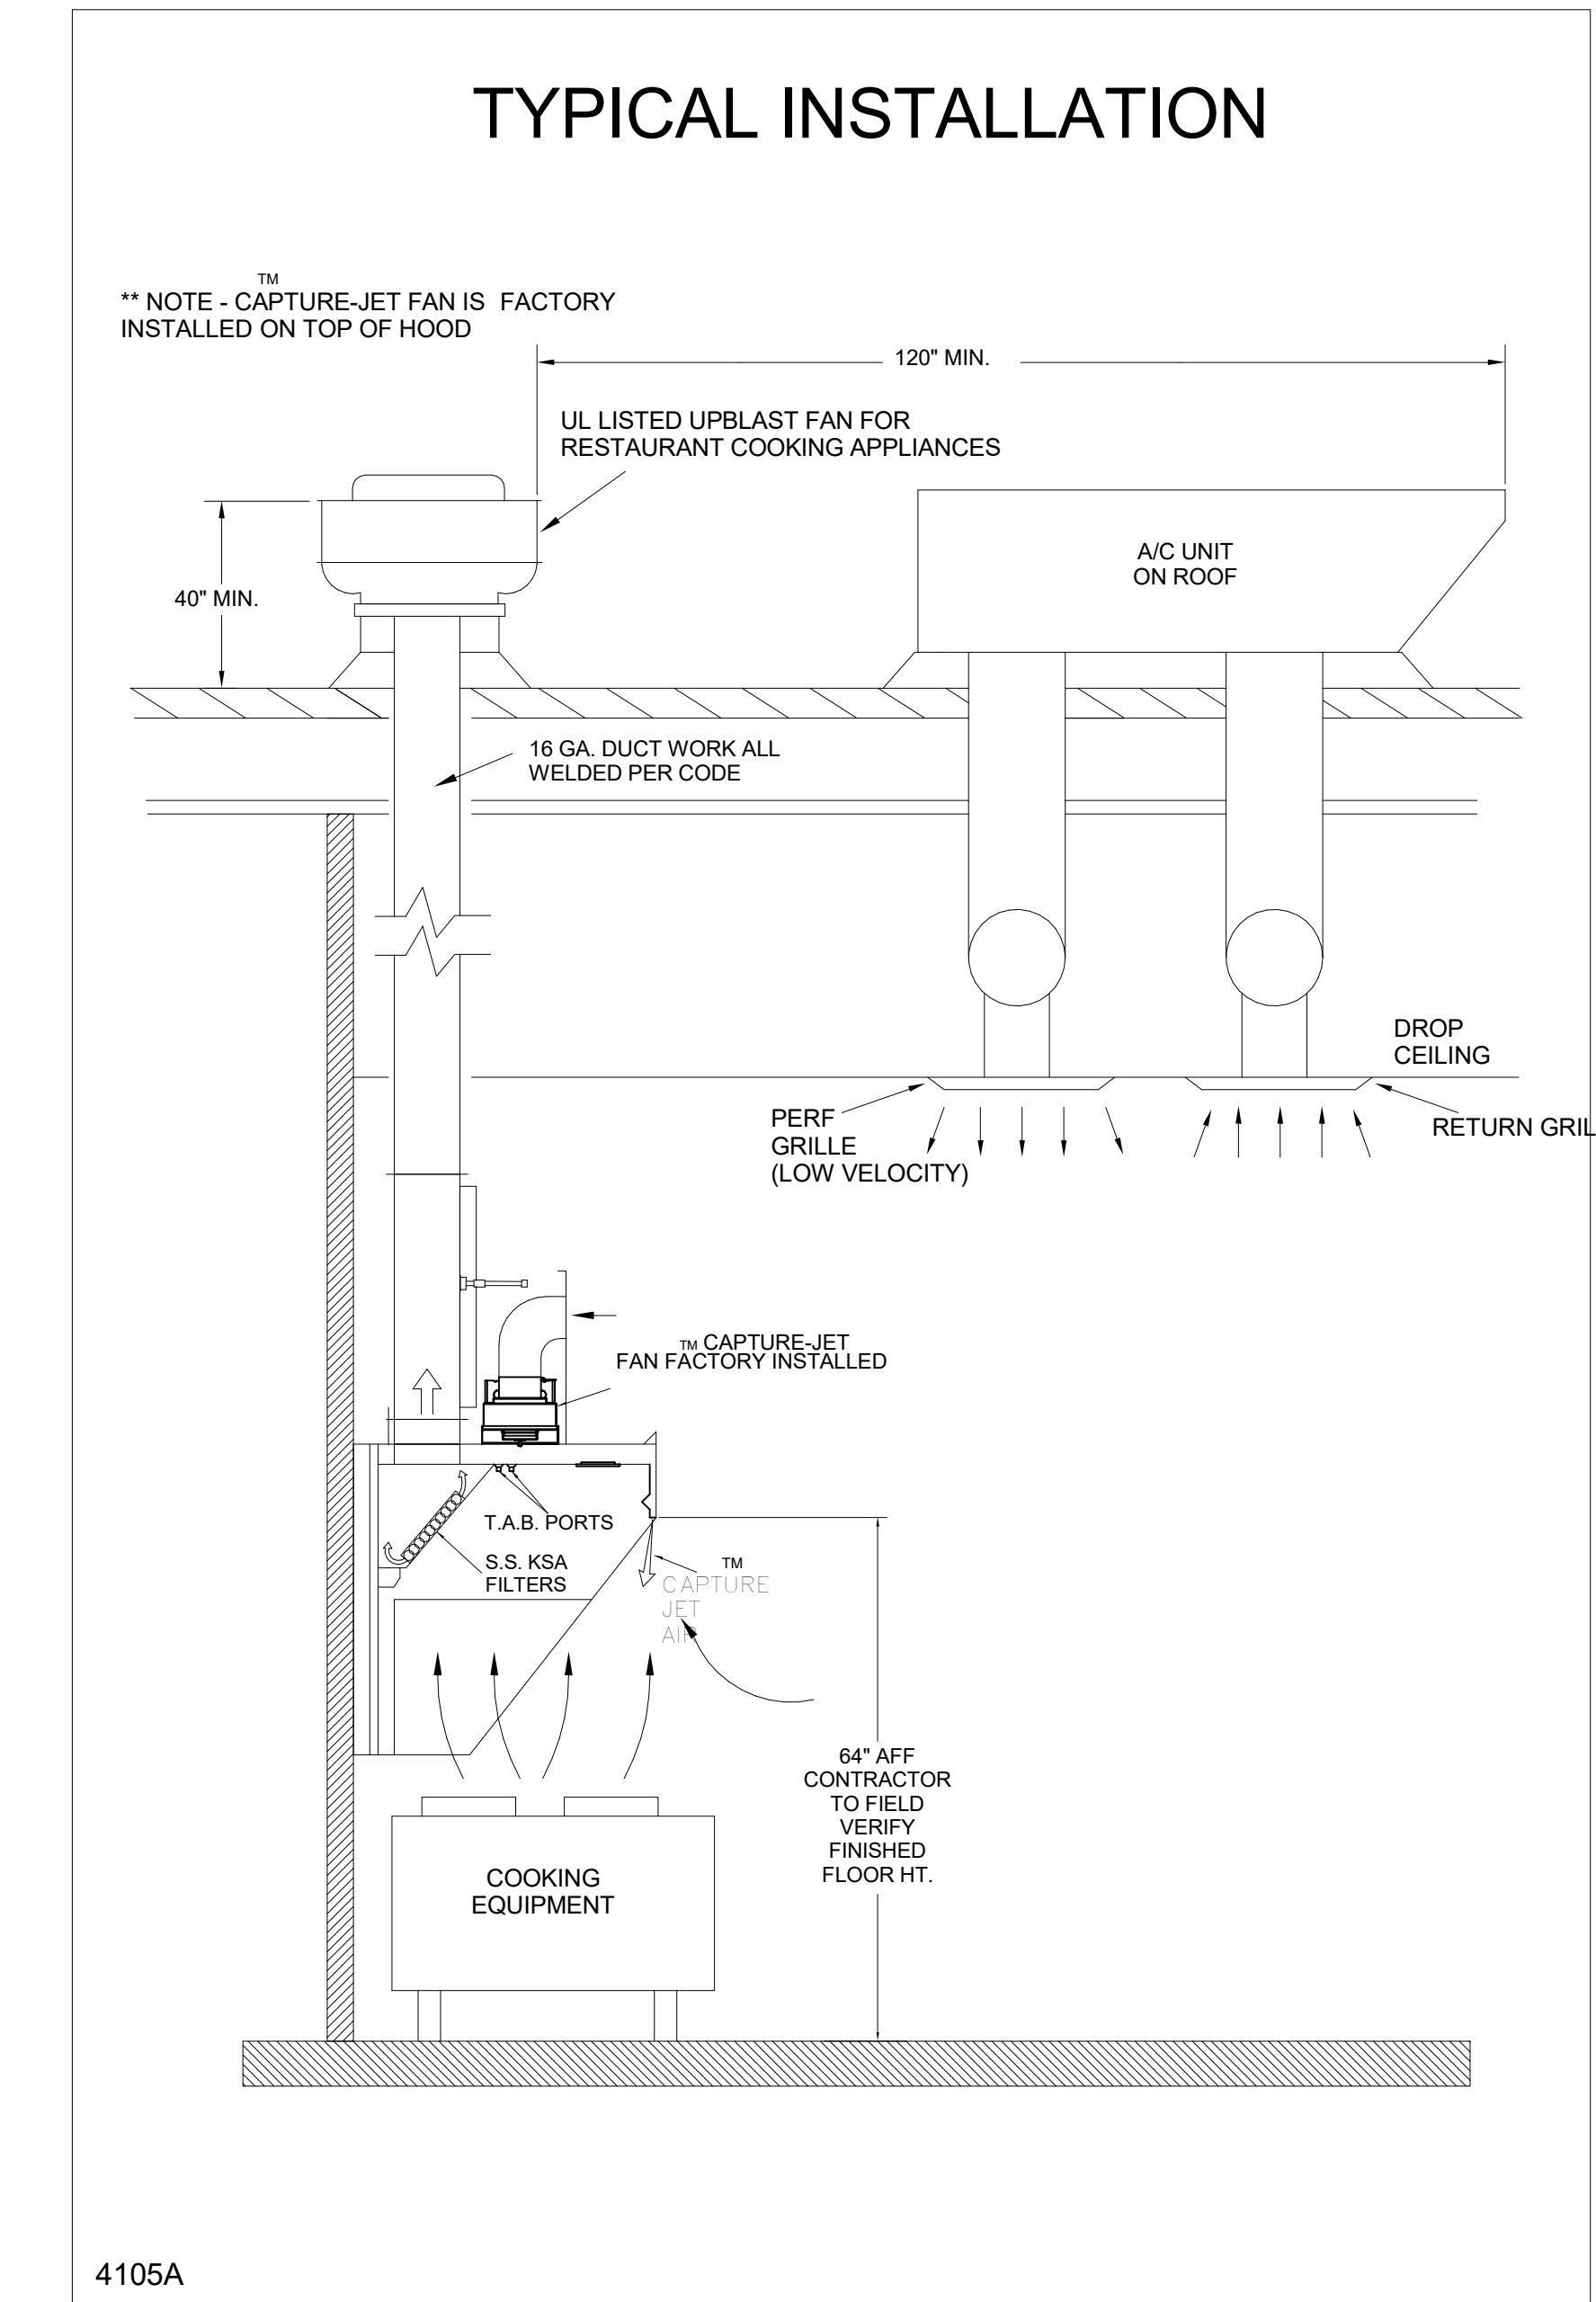 TYPICAL INSTALLATION
TM
** NOTE - CAPTURE-JET FAN IS FACTORY
INSTALLED ON TOP OF HOOD
120" MIN.
UL LISTED UPBLAST FAN FOR
RESTAURANT COOKING APPLIANCES
A/C UNIT
ON ROOF
40" MIN.
16 GA. DUCT WORK ALL
WELDED PER CODE
DROP
CEILING
PERF
GRILLE
(LOW VELOCITY)
RETURN GRIL
TM CAPTURE-JET
FAN FACTORY INSTALLED
T.A.B. PORTS
S.S. KSA
FILTERS
TM
CAPTURE
JET
AIR
64" AFF
CONTRACTOR
TO FIELD
VERIFY
FINISHED
FLOOR HT.
COOKING
EQUIPMENT
4105A